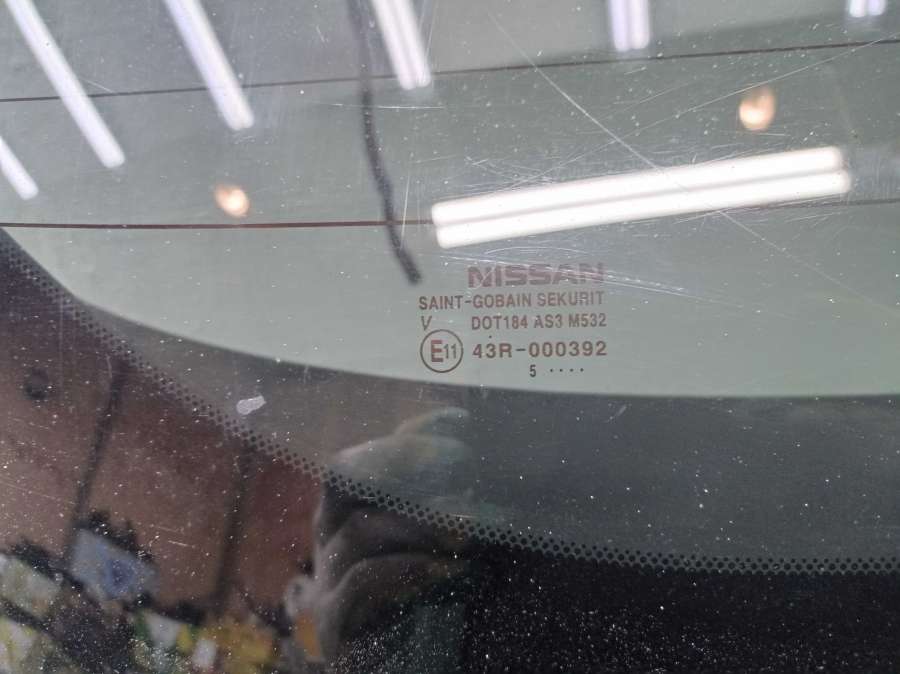 NISSAN
SAINT-GOBAIN SEKURIT
V DOT184 AS3 M532
E11 43R-000392
5 ....